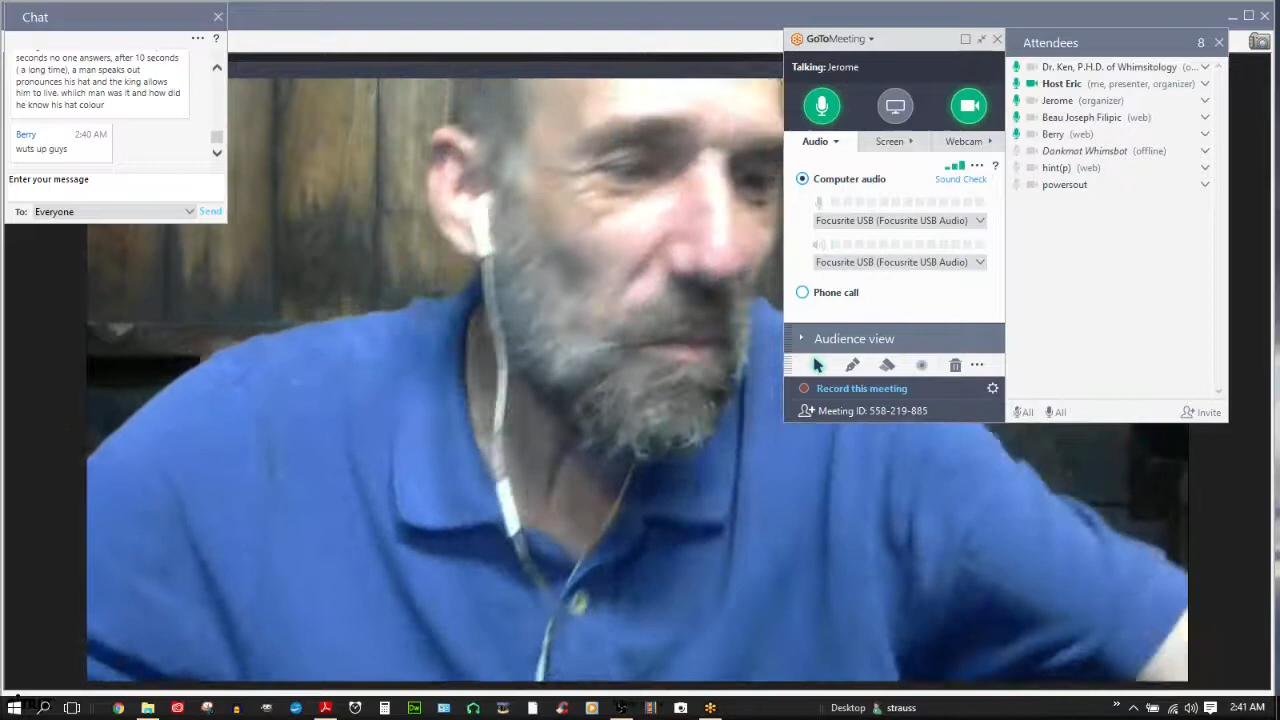 Chat
seconds no one answers, after 10 seconds
( a long time), a man speaks out
pronounces his hat and the king allows
him to live. whiich man was it and how did
he know his hat colour
Berry 2:40 AM
wuts up guys
Enter your message
To: Everyone Send
GoToMeeting
Talking: Jerome
Audio Screen Webcam
Computer audio Sound Check
Focusrite USB (Focusrite USB Audio)
Focusrite USB (Focusrite USB Audio)
Phone call
Audience view
Record this meeting
Meeting ID: 558-219-885
Attendees 8
Dr. Ken, P.H.D. of Whimsitology (o...
Host Eric (me, presenter, organizer)
Jerome (organizer)
Beau Joseph Filipic (web)
Berry (web)
Dankmat Whimsbot (offline)
hint(p) (web)
powersout
All All Invite
Dw
Desktop strauss 2:41 AM